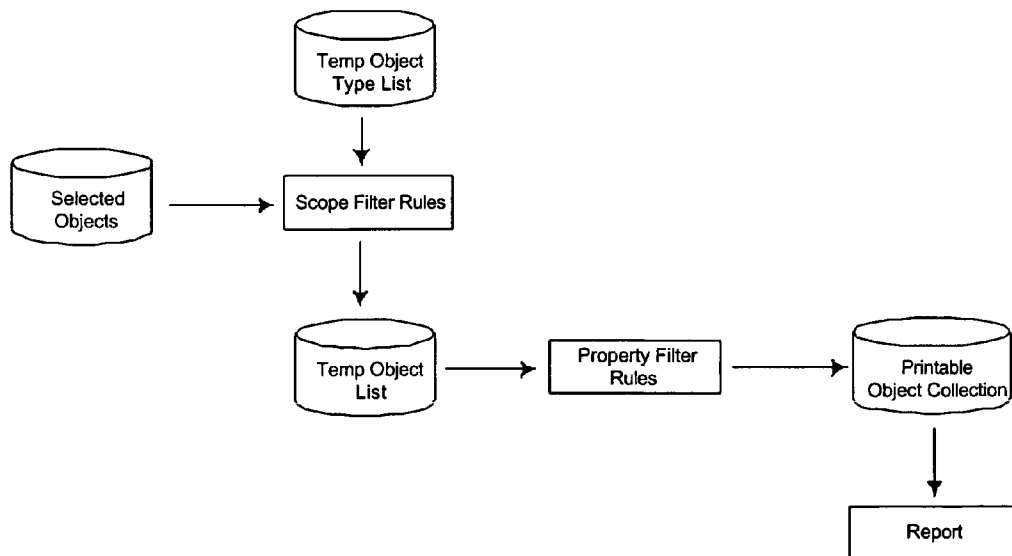 Temp Object
Type List
Selected
Objects
Scope Filter Rules
Temp Object
List
Property Filter
Rules
Printable
Object Collection
Report